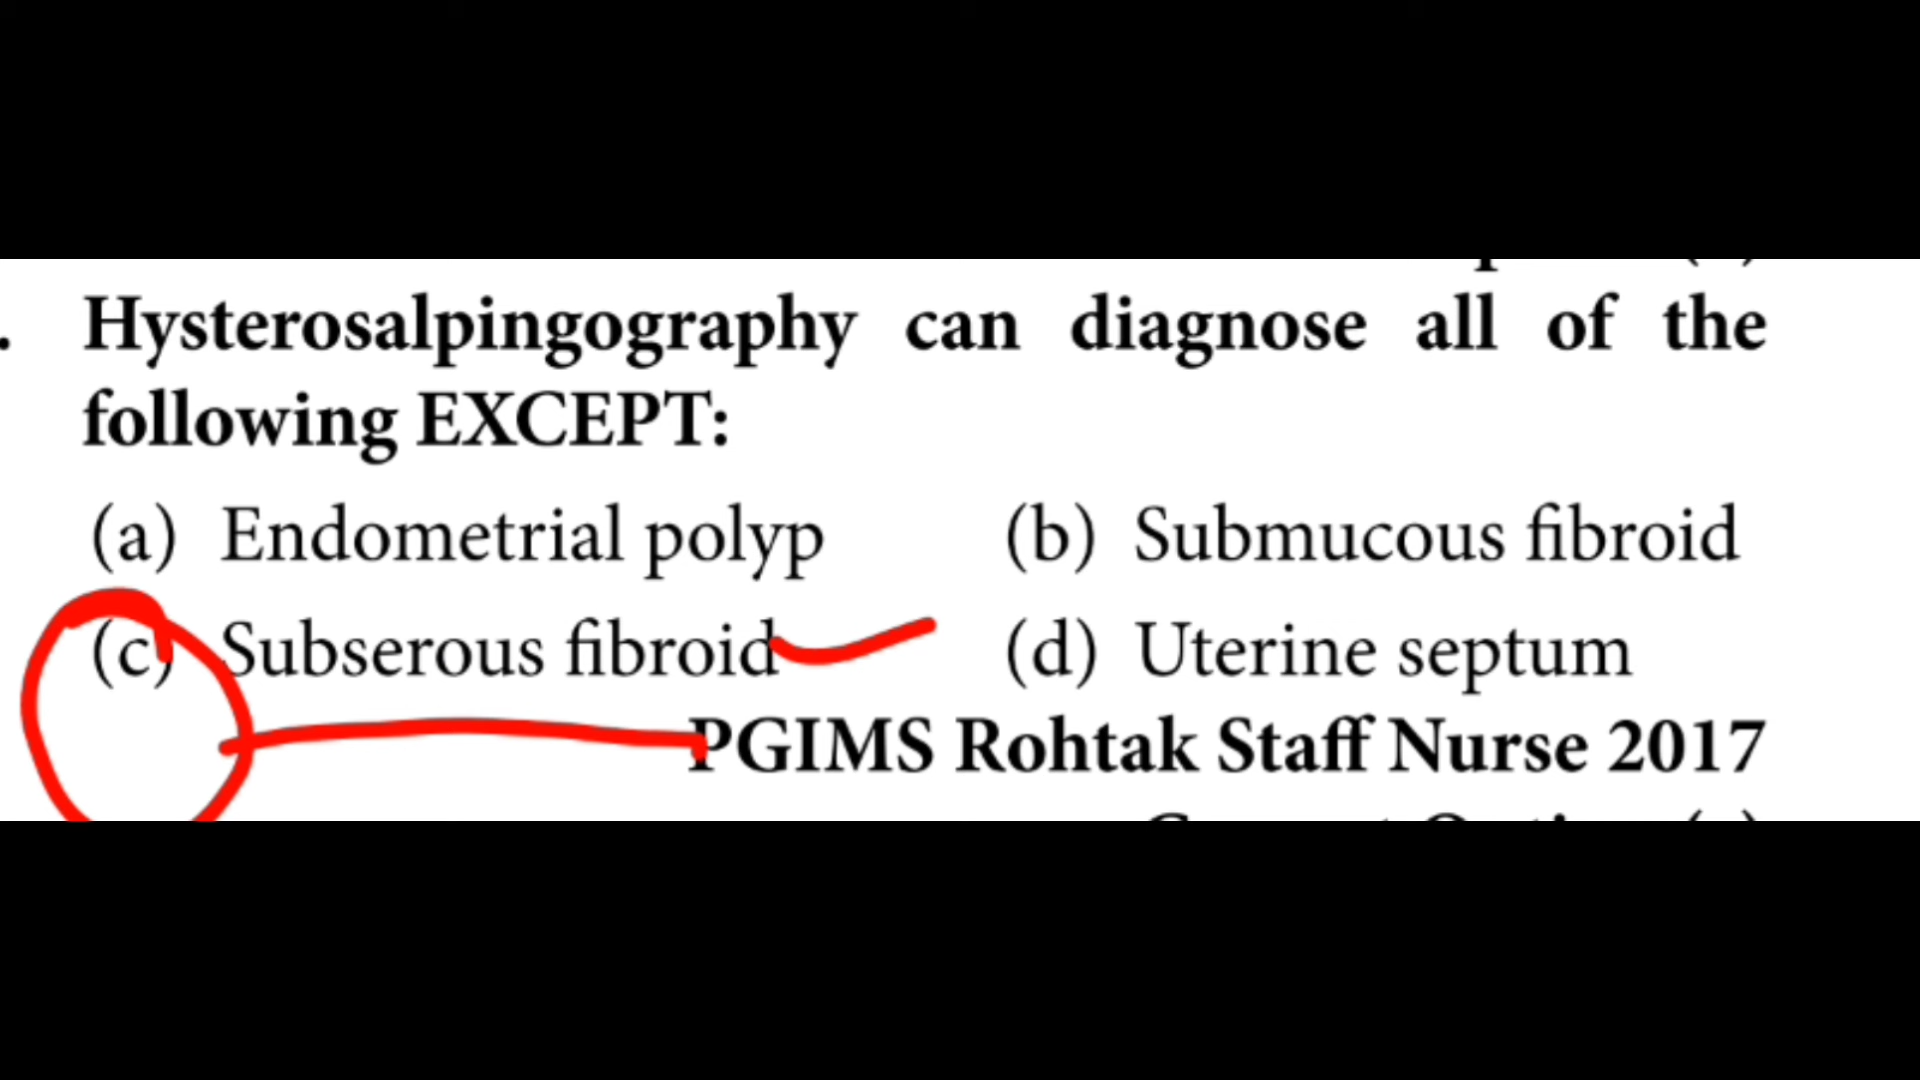 . Hysterosalpingography can diagnose all of the
following EXCEPT:
(a) Endometrial polyp (b) Submucous fibroid
(c) Subserous fibroid (d) Uterine septum
PGIMS Rohtak Staff Nurse 2017